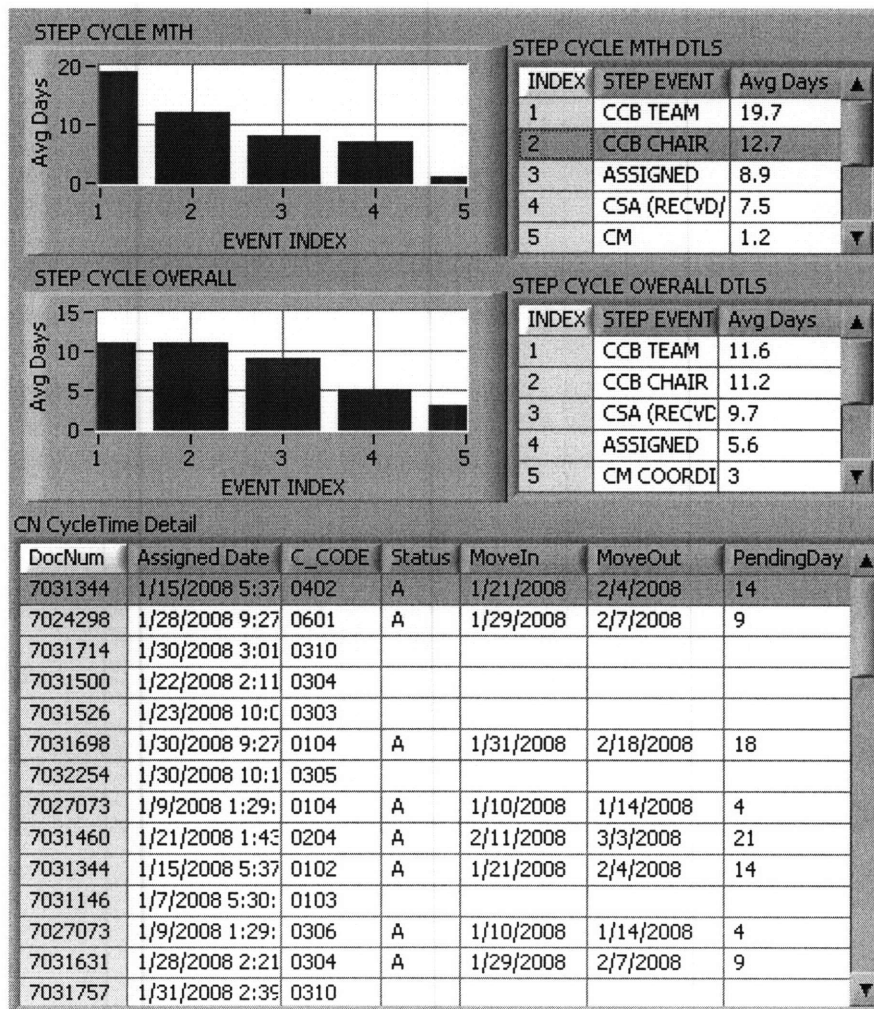 STEP CYCLE MTH
Avg Days
20
10
0
1 2 3 4 5
EVENT INDEX
STEP CYCLE MTH DTLS
INDEX STEP EVENT Avg Days
1 CCB TEAM 19.7
2 CCB CHAIR 12.7
3 ASSIGNED 8.9
4 CSA (RECVD/ 7.5
5 CM 1.2
STEP CYCLE OVERALL
Avg Days
15
10
5
0
1 2 3 4 5
EVENT INDEX
STEP CYCLE OVERALL DTLS
INDEX STEP EVENT Avg Days
1 CCB TEAM 11.6
2 CCB CHAIR 11.2
3 CSA (RECVD 9.7
4 ASSIGNED 5.6
5 CM COORDI 3
CN CycleTime Detail
DocNum Assigned Date C_CODE Status MoveIn MoveOut PendingDay
7031344 1/15/2008 5:37 0402 A 1/21/2008 2/4/2008 14
7024298 1/28/2008 9:27 0601 A 1/29/2008 2/7/2008 9
7031714 1/30/2008 3:01 0310
7031500 1/22/2008 2:11 0304
7031526 1/23/2008 10:0 0303
7031698 1/30/2008 9:27 0104 A 1/31/2008 2/18/2008 18
7032254 1/30/2008 10:1 0305
7027073 1/9/2008 1:29: 0104 A 1/10/2008 1/14/2008 4
7031460 1/21/2008 1:43 0204 A 2/11/2008 3/3/2008 21
7031344 1/15/2008 5:37 0102 A 1/21/2008 2/4/2008 14
7031146 1/7/2008 5:30: 0103
7027073 1/9/2008 1:29: 0306 A 1/10/2008 1/14/2008 4
7031631 1/28/2008 2:21 0304 A 1/29/2008 2/7/2008 9
7031757 1/31/2008 2:39 0310